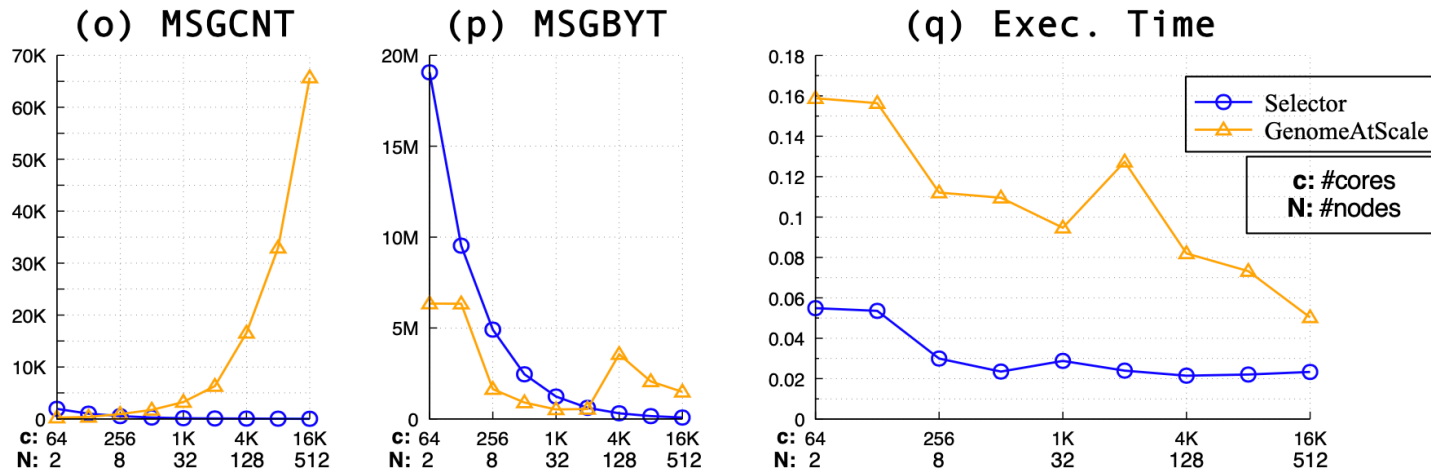 (o) MSGCNT
70K
60K
50K
40K
30K
20K
10K
0
c: 64 256 1K 4K 16K
N: 2 8 32 128 512
(p) MSGBYT
20M
15M
10M
5M
0
64 256 1K 4K 16K
2 8 32 128 512
(q) Exec. Time
0.18
0.16
0.14
0.12
0.1
0.08
0.06
0.04
0.02
0
c: 64 256 1K 4K 16K
N: 2 8 32 128 512
Selector
GenomeAtScale
c: #cores
N: #nodes